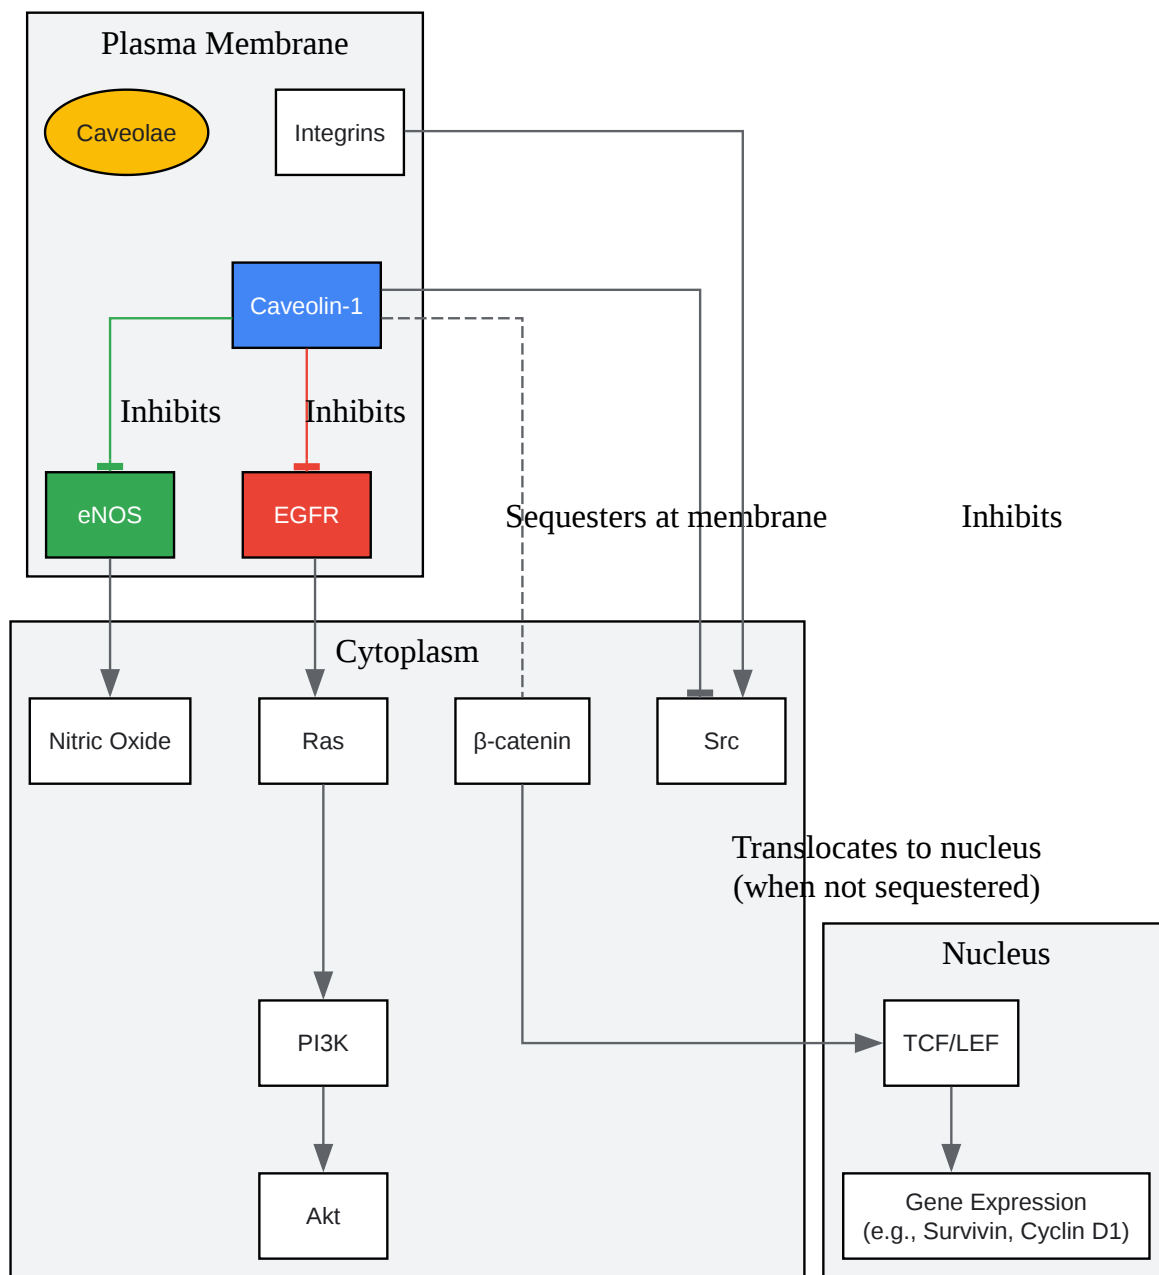 Plasma Membrane
Caveolae
Integrins
Caveolin-1
Inhibits
Inhibits
eNOS
EGFR
Sequesters at membrane
Inhibits
Cytoplasm
Nitric Oxide
Ras
β-catenin
Src
Translocates to nucleus
(when not sequestered)
Nucleus
PI3K
TCF/LEF
Akt
Gene Expression
(e.g., Survivin, Cyclin D1)